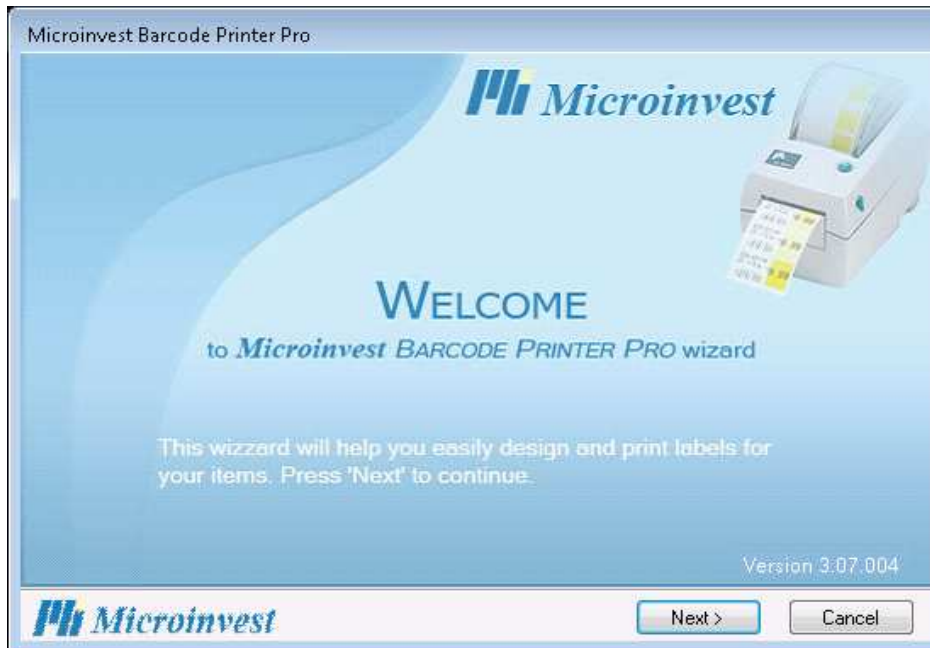 Microinvest Barcode Printer Pro
Microinvest
WELCOME
to Microinvest BARCODE PRINTER PRO wizard
This wizzard will help you easily design and print labels for
your items. Press 'Next' to continue.
Version 3.07.004
Microinvest
Next >
Cancel